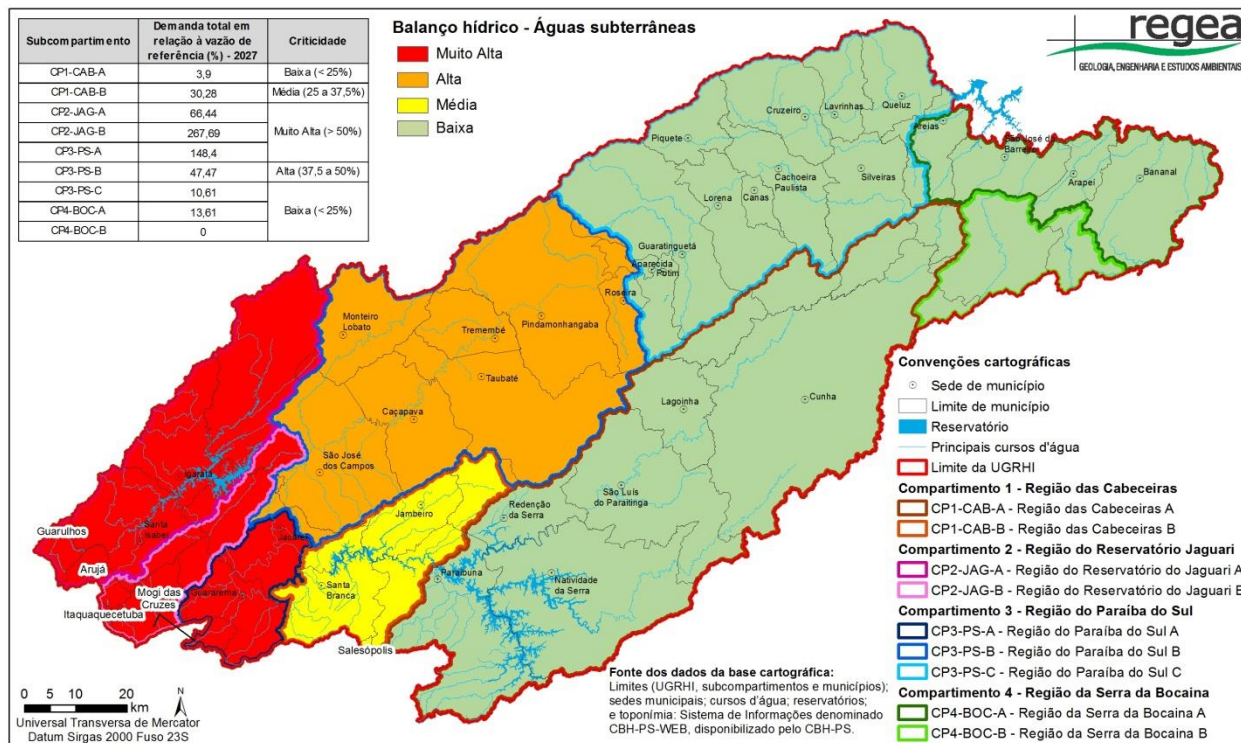 Subcompartimento
Demanda total em
relação à vazão de
referência (%) - 2027
Criticidade
CP1-CAB-A 3,9 Baixa (< 25%)
CP1-CAB-B 30,28 Média (25 a 37,5%)
CP2-JAG-A 66,44
CP2-JAG-B 267,69 Muito Alta (> 50%)
CP3-PS-A 148,4
CP3-PS-B 47,47 Alta (37,5 a 50%)
CP3-PS-C 10,61
CP4-BOC-A 13,61 Baixa (< 25%)
CP4-BOC-B 0
Balanço hídrico - Águas subterrâneas
Muito Alta
Alta
Média
Baixa
regea
GEOLOGIA, ENGENHARIA E ESTUDOS AMBIENTAIS
Queluz
Lavrinhas
Cruzeiro
Areias
Piquete
São José do
Barreiro
Arapeí
Bananal
Cachoeira
Paulista
Silveiras
Canas
Lorena
Guaratinguetá
Aparecida
Potim
Roseira
Monteiro
Lobato
Tremembé
Pindamonhangaba
Taubaté
Caçapava
São José
dos Campos
Lagoinha
Cunha
São Luís
do Paraitinga
Redenção
da Serra
Jambeiro
Igaratá
Santa
Isabel
Jacareí
Guarulhos
Arujá
Mogi das
Cruzes
Itaquaquecetuba
Guararema
Santa
Branca
Paraibuna
Natividade
da Serra
Salesópolis
Convenções cartográficas
Sede de município
Limite de município
Reservatório
Principais cursos d'água
Limite da UGRHI
Compartimento 1 - Região das Cabeceiras
CP1-CAB-A - Região das Cabeceiras A
CP1-CAB-B - Região das Cabeceiras B
Compartimento 2 - Região do Reservatório Jaguari
CP2-JAG-A - Região do Reservatório do Jaguari A
CP2-JAG-B - Região do Reservatório do Jaguari B
Compartimento 3 - Região do Paraíba do Sul
CP3-PS-A - Região do Paraíba do Sul A
CP3-PS-B - Região do Paraíba do Sul B
CP3-PS-C - Região do Paraíba do Sul C
Compartimento 4 - Região da Serra da Bocaina
CP4-BOC-A - Região da Serra da Bocaina A
CP4-BOC-B - Região da Serra da Bocaina B
Fonte dos dados da base cartográfica:
Limites (UGRHI, subcompartimentos e municípios);
sedes municipais; cursos d'água; reservatórios;
e toponímia: Sistema de Informações denominado
CBH-PS-WEB, disponibilizado pelo CBH-PS.
0 5 10 20
km
N
Universal Transversa de Mercator
Datum Sirgas 2000 Fuso 23S